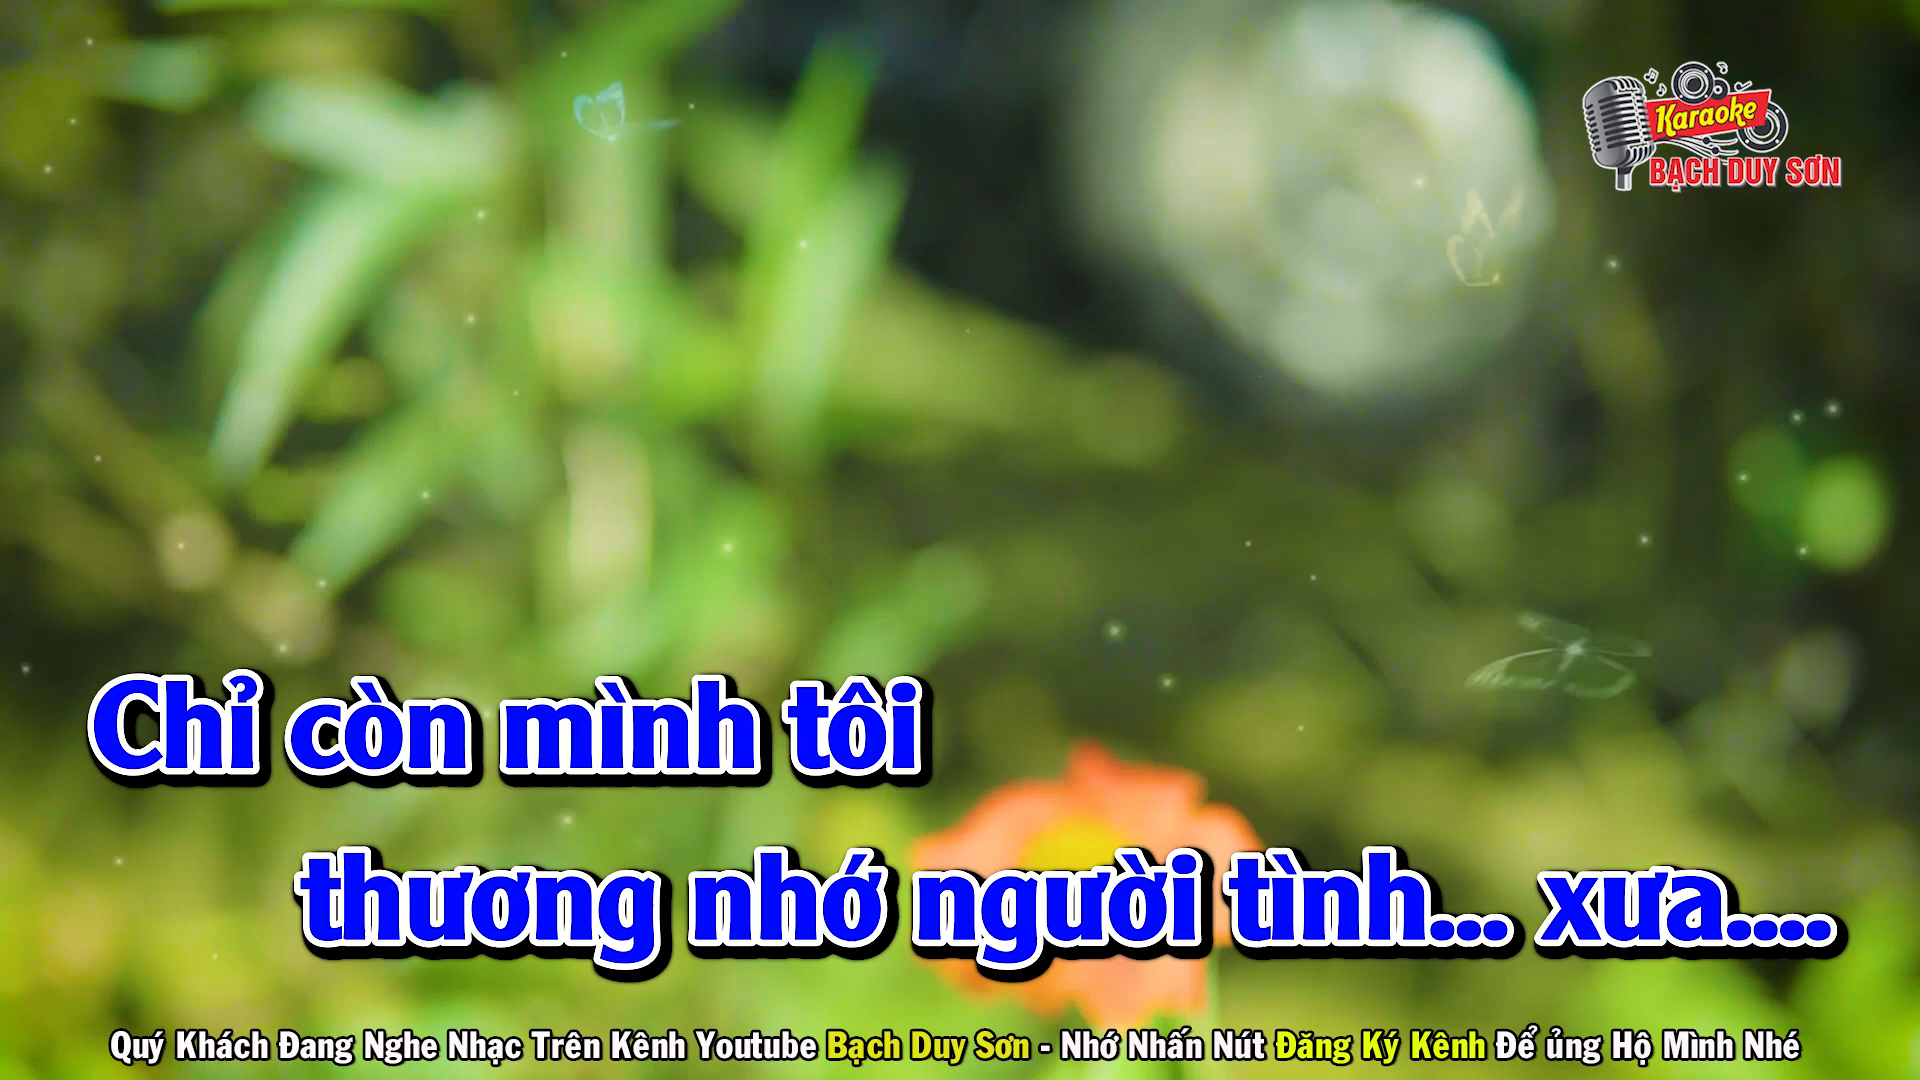 Karaoke
BẠCH DUY SƠN
Chỉ còn mình tôi
thương nhớ người tình... xưa....
Quý Khách Đang Nghe Nhạc Trên Kênh Youtube Bạch Duy Sơn - Nhớ Nhấn Nút Đăng Ký Kênh Để ủng Hộ Mình Nhé